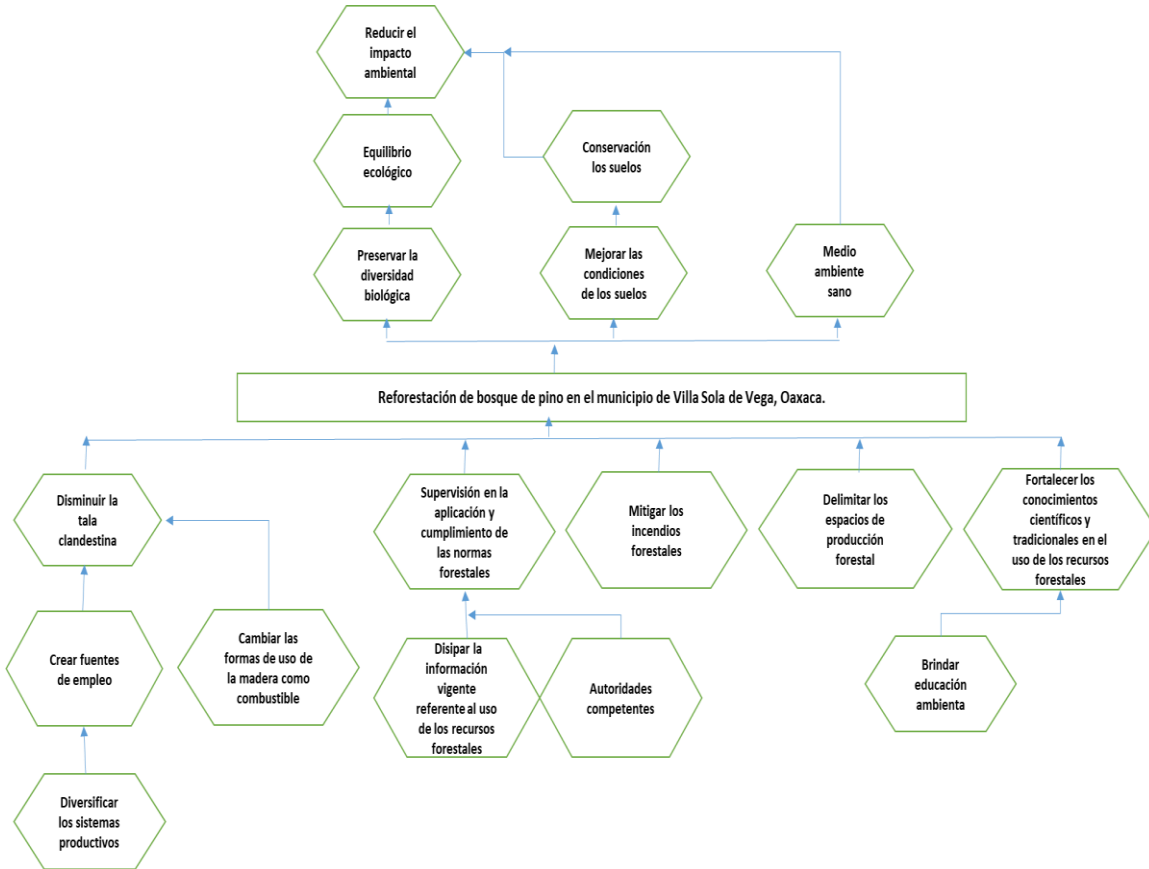 Reducir el
impacto
ambiental
Equilibrio
ecológico
Conservación
los suelos
Preservar la
diversidad
biológica
Mejorar las
condiciones
de los suelos
Medio
ambiente
sano
Reforestación de bosque de pino en el municipio de Villa Sola de Vega, Oaxaca.
Disminuir la
tala
clandestina
Supervisión en la
aplicación y
cumplimiento de
las normas
forestales
Mitigar los
incendios
forestales
Delimitar los
espacios de
producción
forestal
Fortalecer los
conocimientos
científicos y
tradicionales en el
uso de los recursos
forestales
Crear fuentes
de empleo
Cambiar las
formas de uso de
la madera como
combustible
Disipar la
información
vigente
referente al uso
de los recursos
forestales
Autoridades
competentes
Brindar
educación
ambienta
Diversificar
los sistemas
productivos